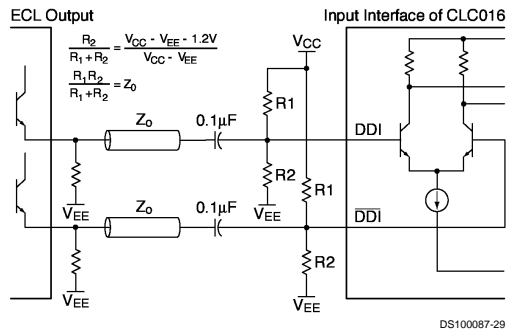 ECL Output
Input Interface of CLC016
R2 / R1+R2 = VCC - VEE - 1.2V / VCC - VEE
R1R2 / R1+R2 = Z0
VCC
R1
Z0
0.1µF
DDI
R2
R1
VEE
VEE
Z0
0.1µF
DDI
R2
VEE
VEE
DS100087-29